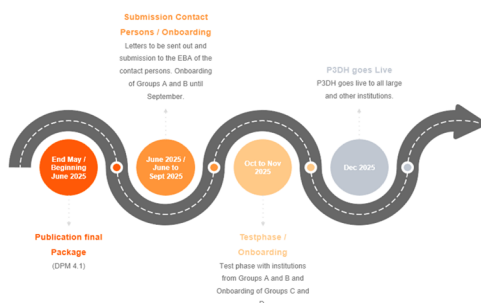 Submission Contact
Persons / Onboarding
Letters to be sent out and
submission to the EBA of the
contact persons. Onboarding
of Groups A and B until
September.
P3DH goes Live
P3DH goes live to all large
and other institutions.
End May /
Beginning
June 2025
June 2025 /
June to
Sept 2025
Oct to Nov
2025
Dec 2025
Publication final
Package
(DPM 4.1)
Testphase /
Onboarding
Test phase with institutions
from Groups A and B and
Onboarding of Groups C and